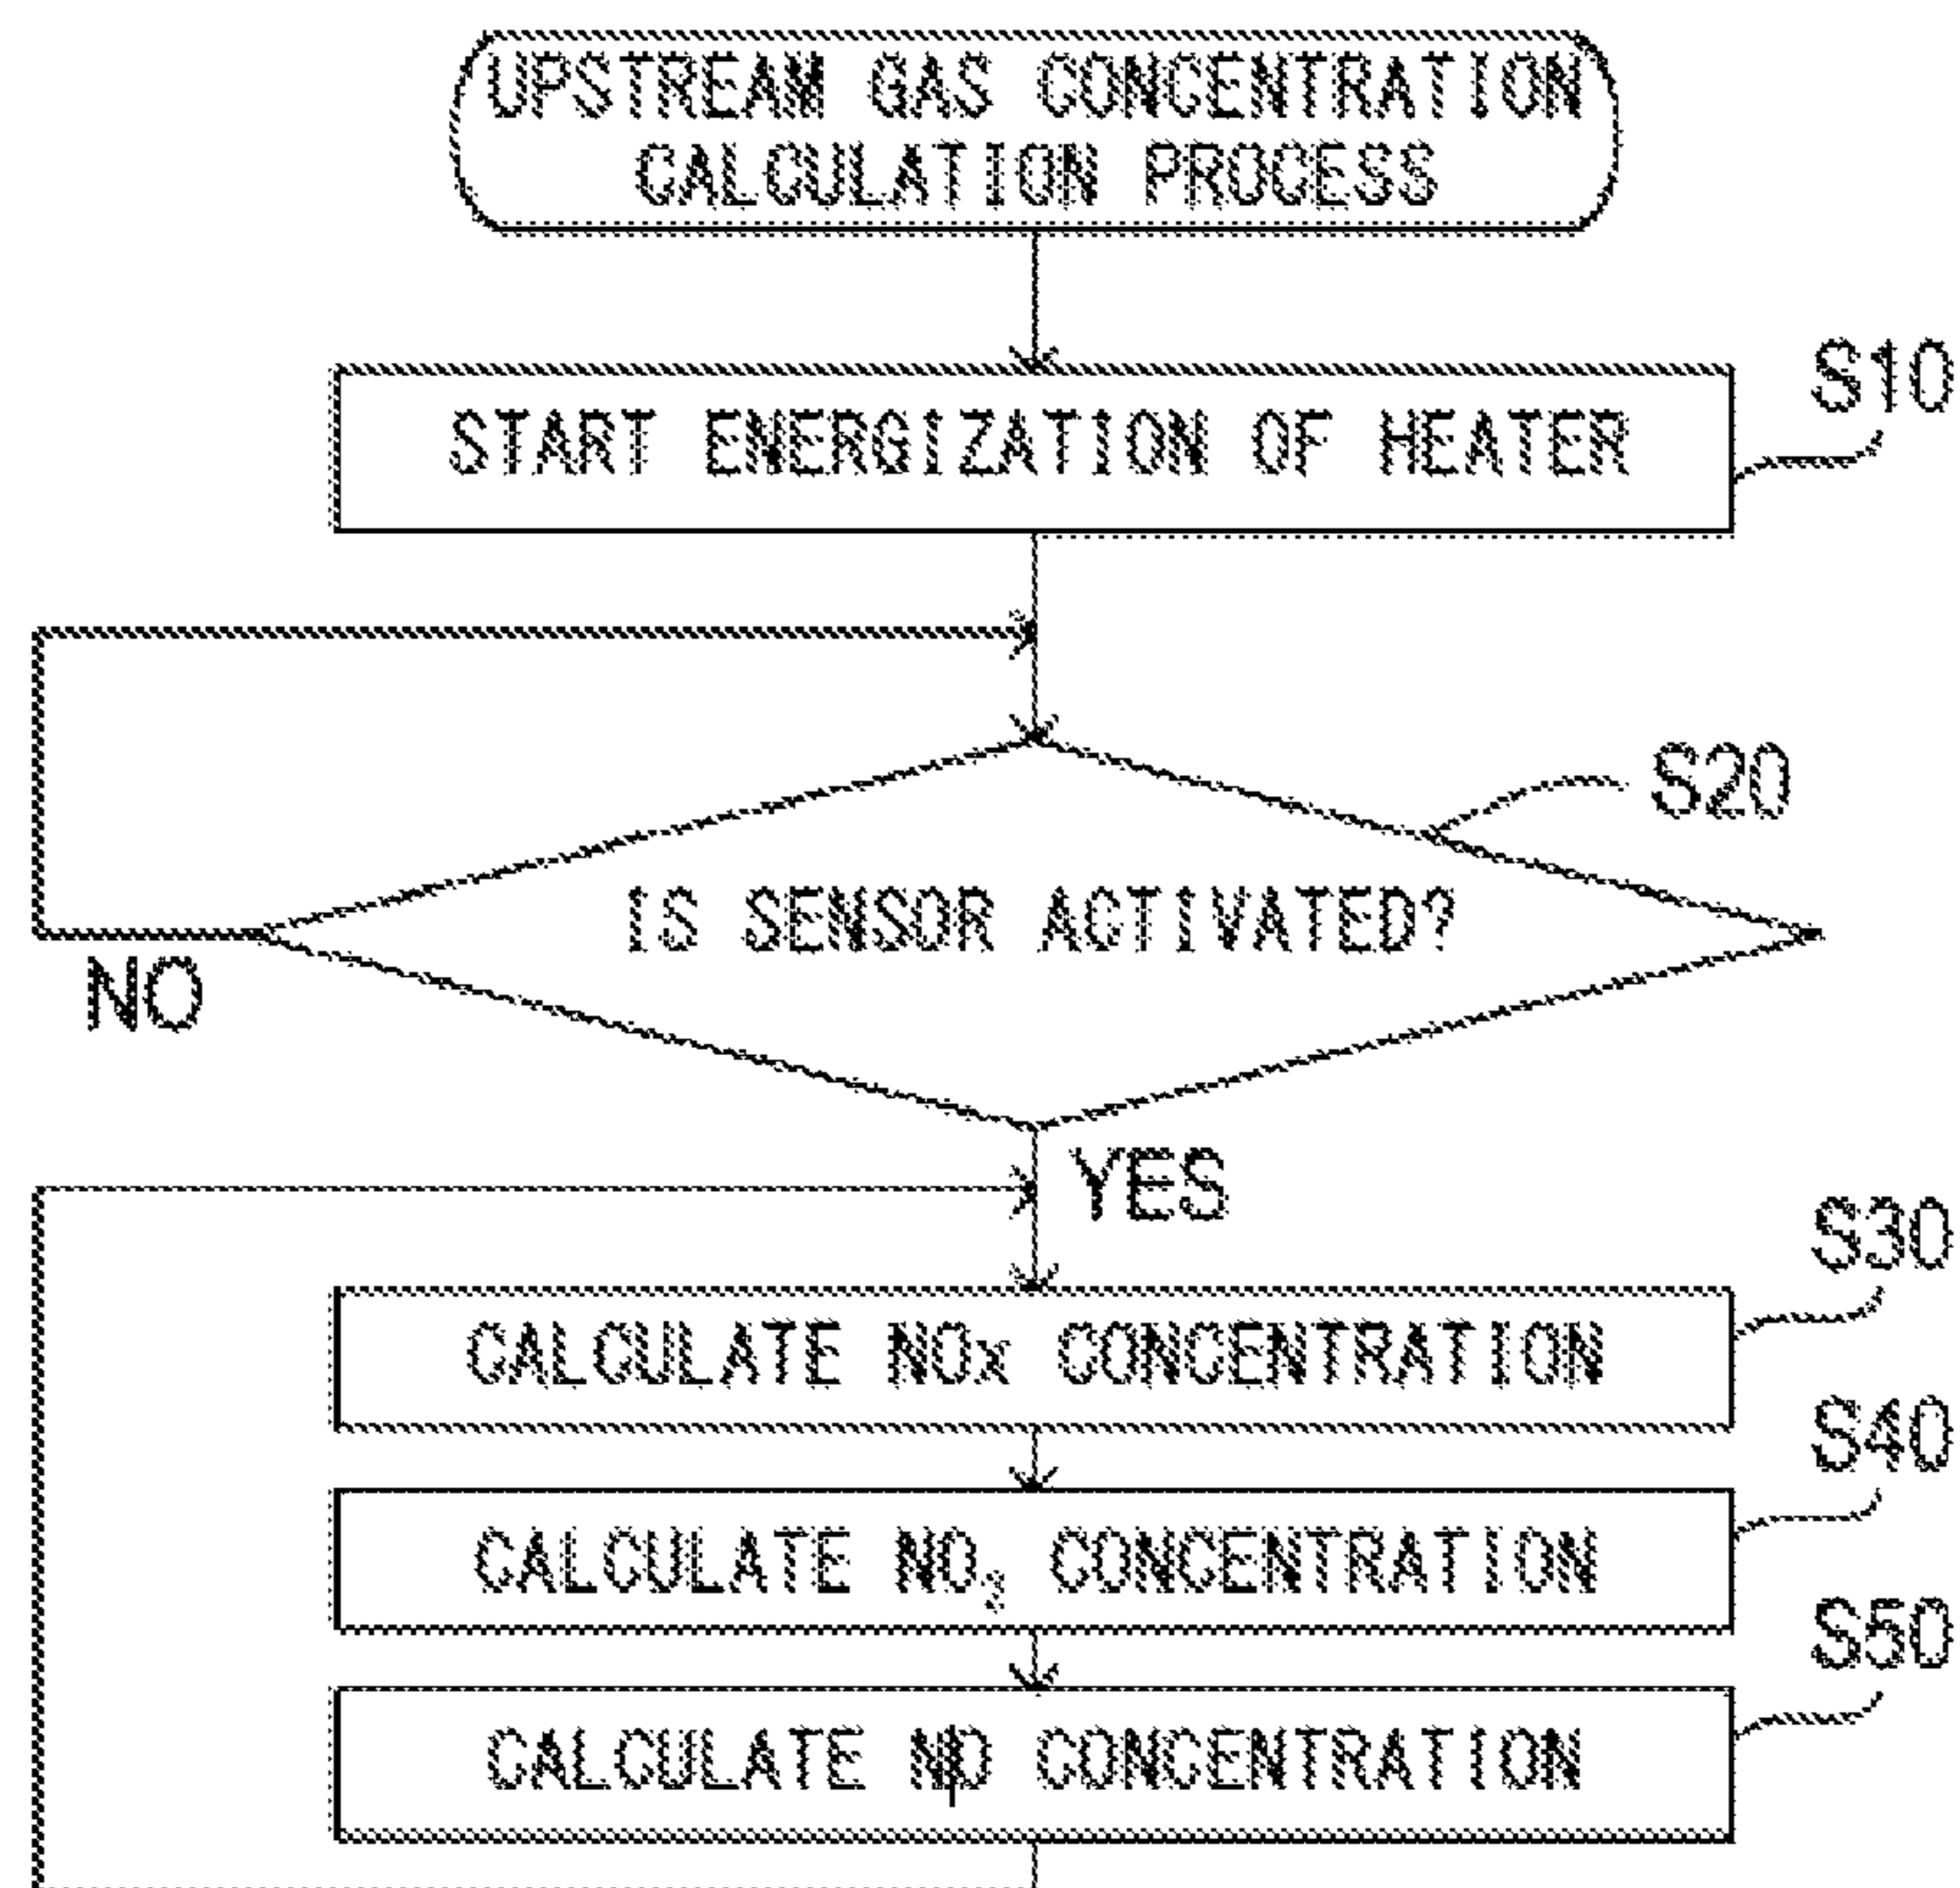 UPSTREAM GAS CONCENTRATION
CALCULATION PROCESS
S10
START ENERGIZATION OF HEATER
S20
IS SENSOR ACTIVATED?
NO
YES
S30
CALCULATE NOx CONCENTRATION
S40
CALCULATE NO₂ CONCENTRATION
S50
CALCULATE NO CONCENTRATION